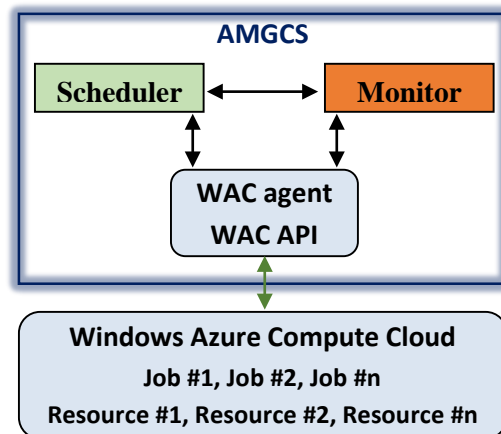 AMGCS
Scheduler
Monitor
WAC agent
WAC API
Windows Azure Compute Cloud
Job #1, Job #2, Job #n
Resource #1, Resource #2, Resource #n